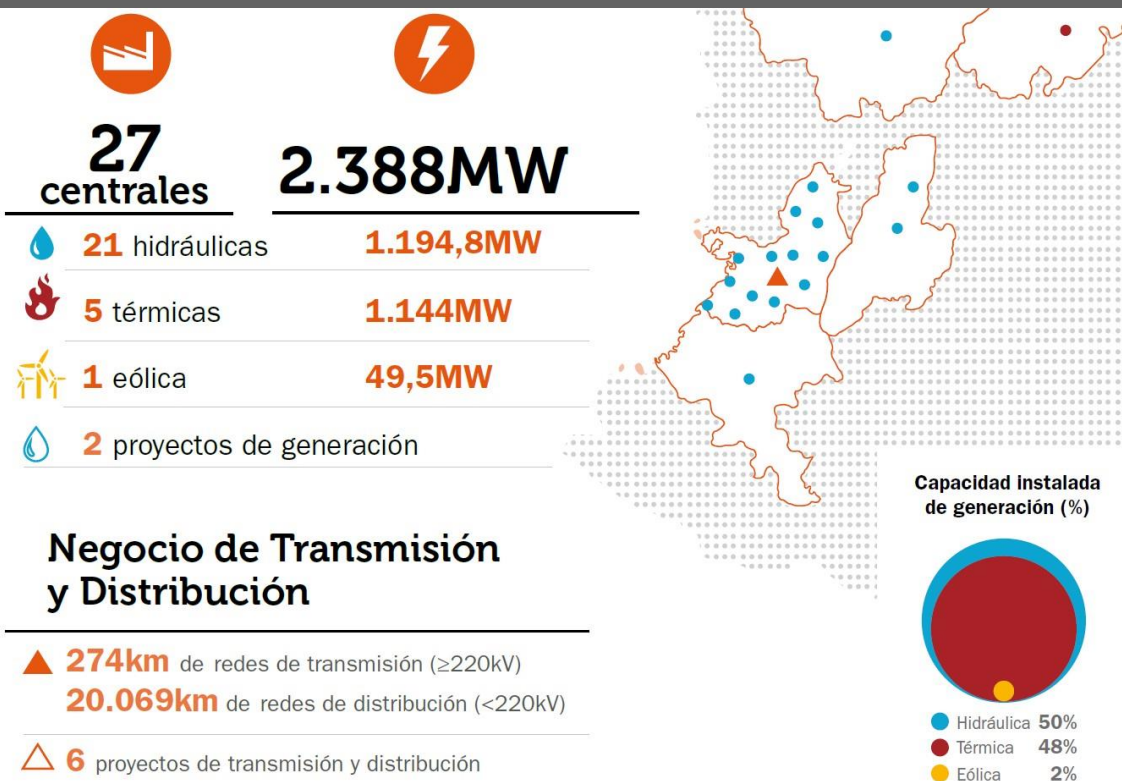 27
centrales
2.388MW
21 hidráulicas 1.194,8MW
5 térmicas 1.144MW
1 eólica 49,5MW
2 proyectos de generación
Negocio de Transmisión
y Distribución
274km de redes de transmisión (≥220kV)
20.069km de redes de distribución (<220kV)
6 proyectos de transmisión y distribución
Capacidad instalada
de generación (%)
Hidráulica 50%
Térmica 48%
Eólica 2%